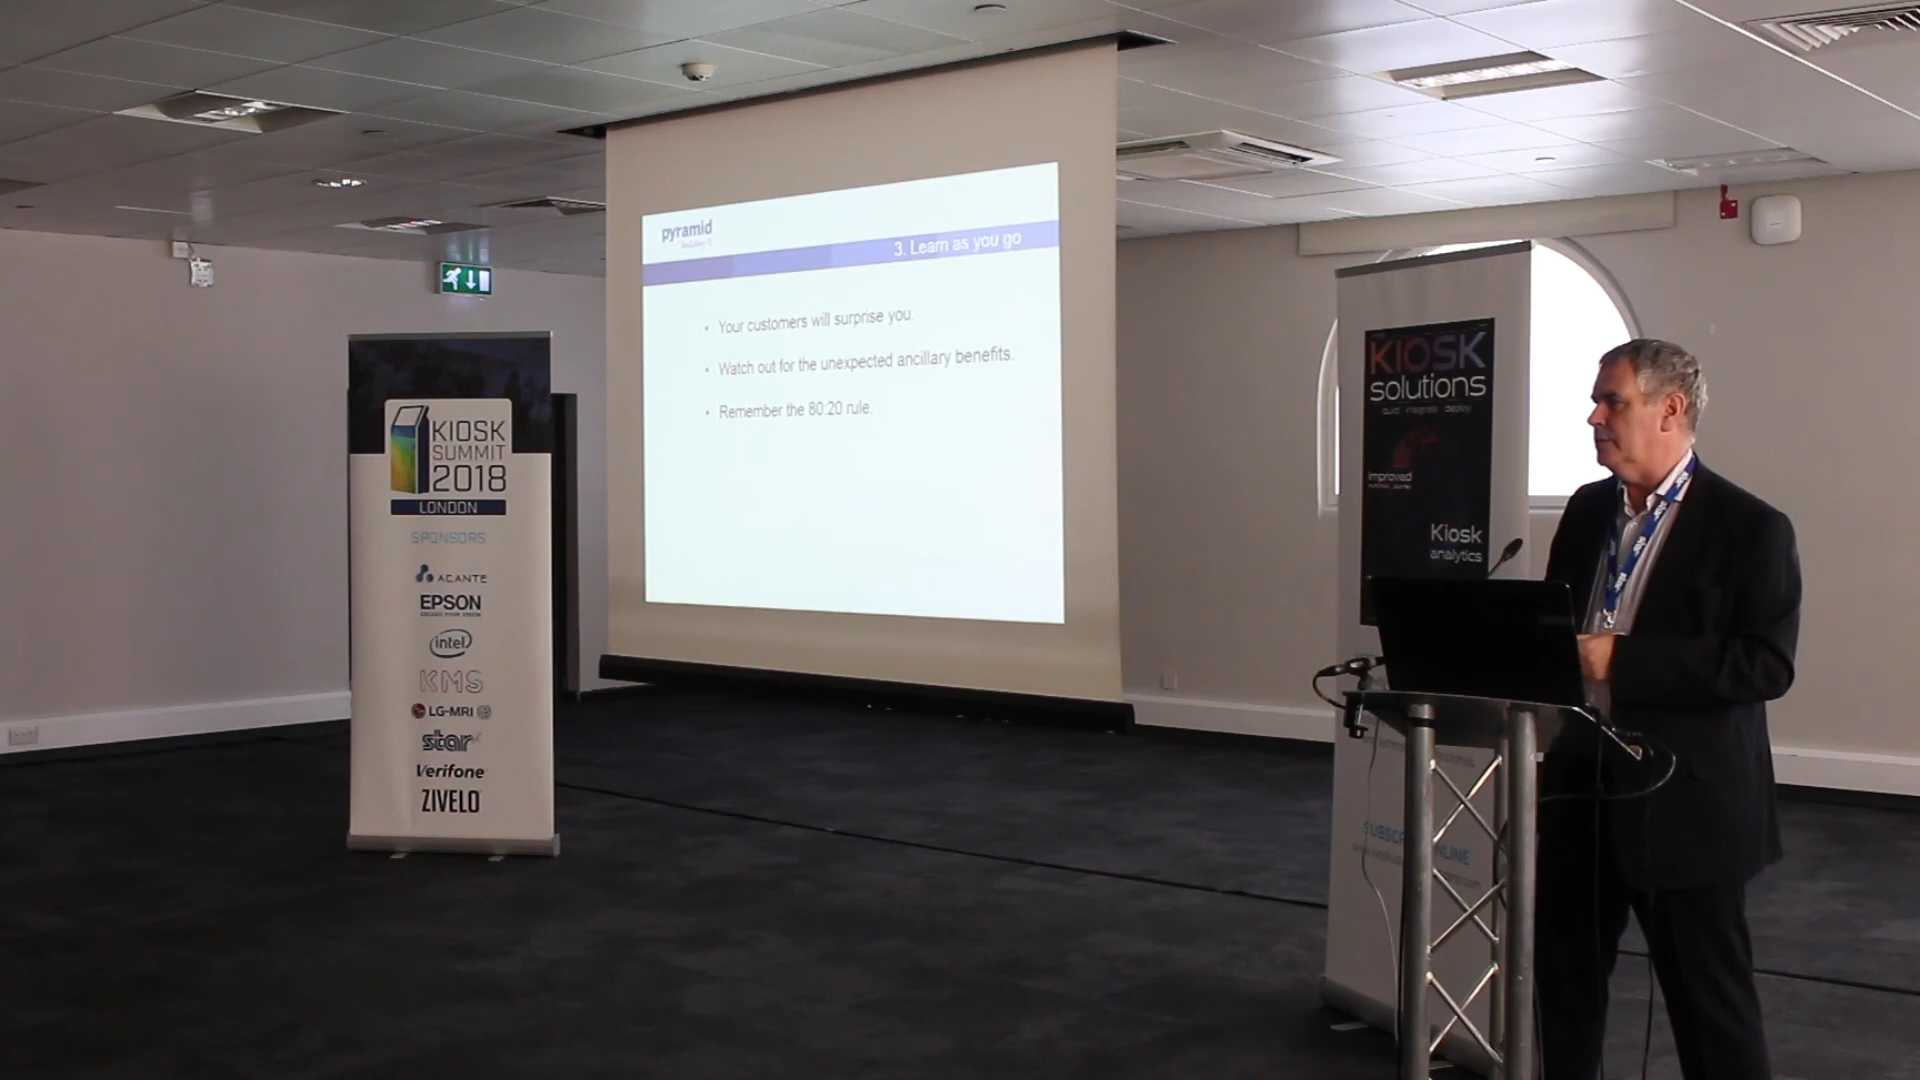 pyramid
3. Learn as you go
• Your customers will surprise you.
• Watch out for the unexpected ancillary benefits.
• Remember the 80:20 rule.
KIOSK
SUMMIT
2018
LONDON
SPONSORS
ACANTE
EPSON
intel
KMS
LG-MRI
star
Verifone
ZIVELO
KIOSK
solutions
build integrate deploy
Improved
Kiosk
analytics